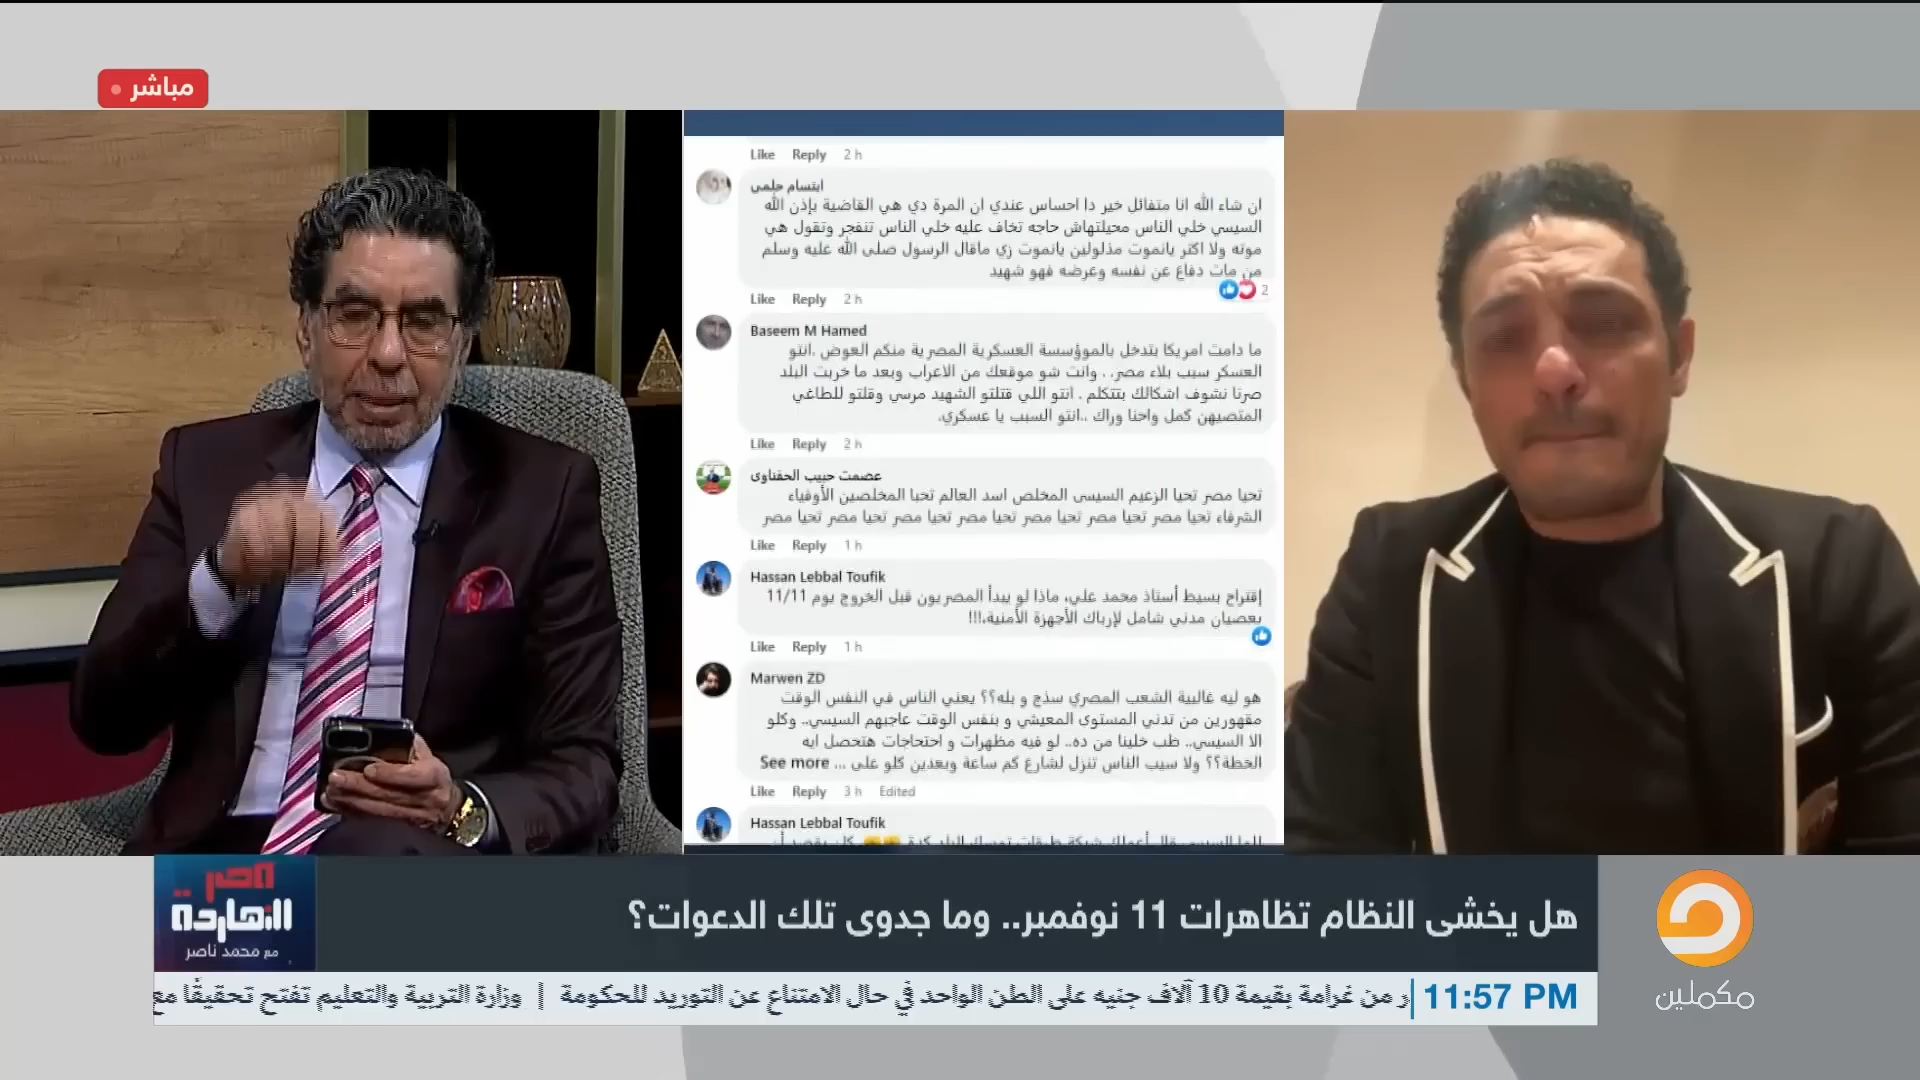 مباشر
Like Reply 2 h
ابتسام حلمي
ان شاء الله انا متفائل خير دا احساس عندي ان المرة دي هي القاضية بإذن الله
السيسي خلي الناس محيلتهاش حاجه تخاف عليه خلي الناس تنفجر وتقول هي
موته ولا اكتر يانموت مذلولين يانموت زي ماقال الرسول صلى الله عليه وسلم
من مات دفاع عن نفسه وعرضه فهو شهيد
2
Like Reply 2 h
Baseem M Hamed
ما دامت امريكا بتدخل بالموؤسسة العسكرية المصرية منكم العوض .انتو
العسكر سبب بلاء مصر. . وانت شو موقعك من الاعراب وبعد ما خربت البلد
صرنا نشوف اشكالك بتتكلم . انتو اللي قتلتو الشهيد مرسي وقلتو للطاغي
المتصيهن كمل واحنا وراك ..انتو السبب يا عسكري.
Like Reply 2 h
عصمت حبيب الحفناوى
تحيا مصر تحيا الزعيم السيسى المخلص اسد العالم تحيا المخلصين الأوفياء
الشرفاء تحيا مصر تحيا مصر تحيا مصر تحيا مصر تحيا مصر تحيا مصر تحيا مصر
Like Reply 1 h
Hassan Lebbal Toufik
إقتراح بسيط أستاذ محمد علي، ماذا لو يبدأ المصريون قبل الخروج يوم 11/11
بعصيان مدني شامل لإرباك الأجهزة الأمنية،!!!
Like Reply 1 h
Marwen ZD
هو ليه غالبية الشعب المصري سذج و بله؟؟ يعني الناس في النفس الوقت
مقهورين من تدني المستوى المعيشي و بنفس الوقت عاجبهم السيسي.. وكلو
الا السيسي.. طب خلينا من ده.. لو فيه مظهرات و احتجاجات هتحصل ايه
الخطة؟؟ ولا سيب الناس تنزل لشارع كم ساعة وبعدين كلو على ... See more
Like Reply 3 h Edited
Hassan Lebbal Toufik
مصر
النهاردة
مع محمد ناصر
هل يخشى النظام تظاهرات 11 نوفمبر.. وما جدوى تلك الدعوات؟
11:57 PM
ر من غرامة بقيمة 10 آلاف جنيه على الطن الواحد في حال الامتناع عن التوريد للحكومة | وزارة التربية والتعليم تفتح تحقيقًا مع
مكملين